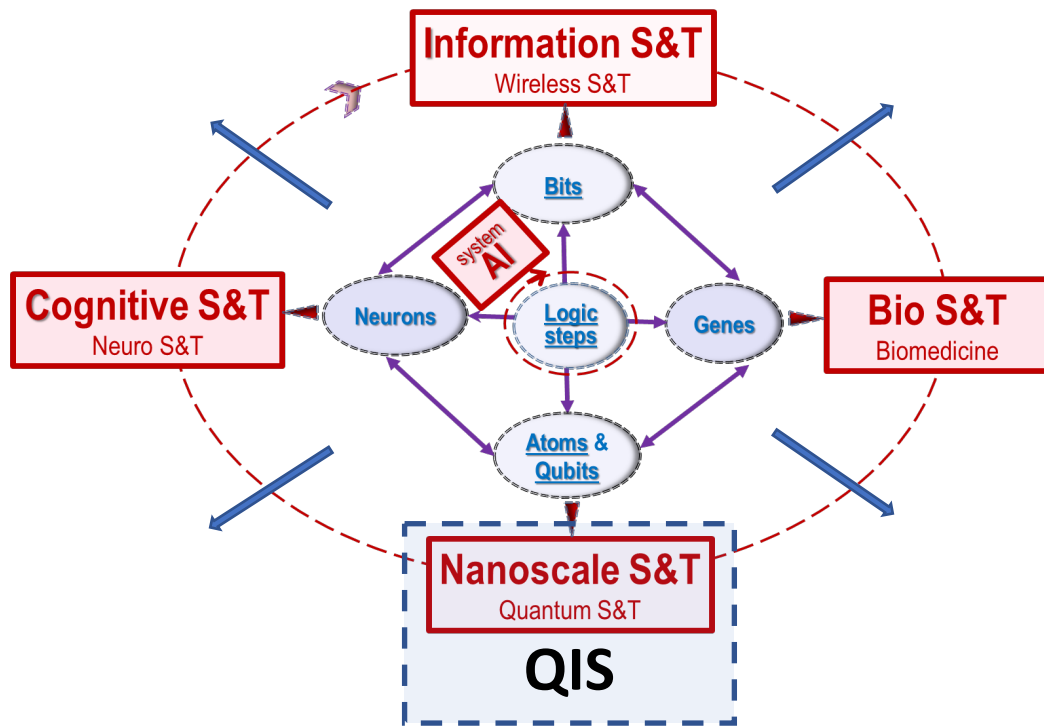 Information S&T
Wireless S&T
Bits
system
AI
Cognitive S&T
Neuro S&T
Neurons
Logic
steps
Genes
Bio S&T
Biomedicine
Atoms &
Qubits
Nanoscale S&T
Quantum S&T
QIS